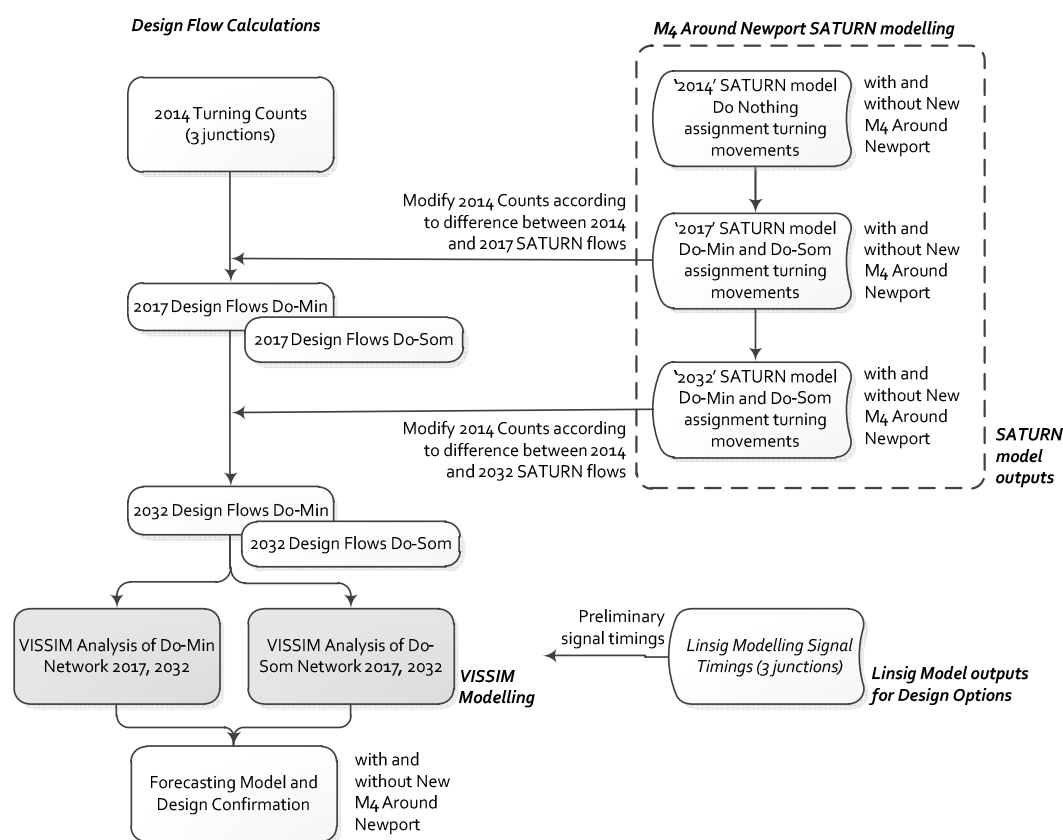 Design Flow Calculations
M4 Around Newport SATURN modelling
2014 Turning Counts
(3 junctions)
'2014' SATURN model
Do Nothing
assignment turning
movements
with and
without New
M4 Around
Newport
Modify 2014 Counts according
to difference between 2014
and 2017 SATURN flows
'2017' SATURN model
Do-Min and Do-Som
assignment turning
movements
with and
without New
M4 Around
Newport
2017 Design Flows Do-Min
2017 Design Flows Do-Som
'2032' SATURN model
Do-Min and Do-Som
assignment turning
movements
with and
without New
M4 Around
Newport
SATURN
model
outputs
Modify 2014 Counts according
to difference between 2014
and 2032 SATURN flows
2032 Design Flows Do-Min
2032 Design Flows Do-Som
VISSIM Analysis of Do-Min
Network 2017, 2032
VISSIM Analysis of Do-
Som Network 2017, 2032
VISSIM
Modelling
Preliminary
signal timings
Linsig Modelling Signal
Timings (3 junctions)
Linsig Model outputs
for Design Options
Forecasting Model and
Design Confirmation
with and
without New
M4 Around
Newport